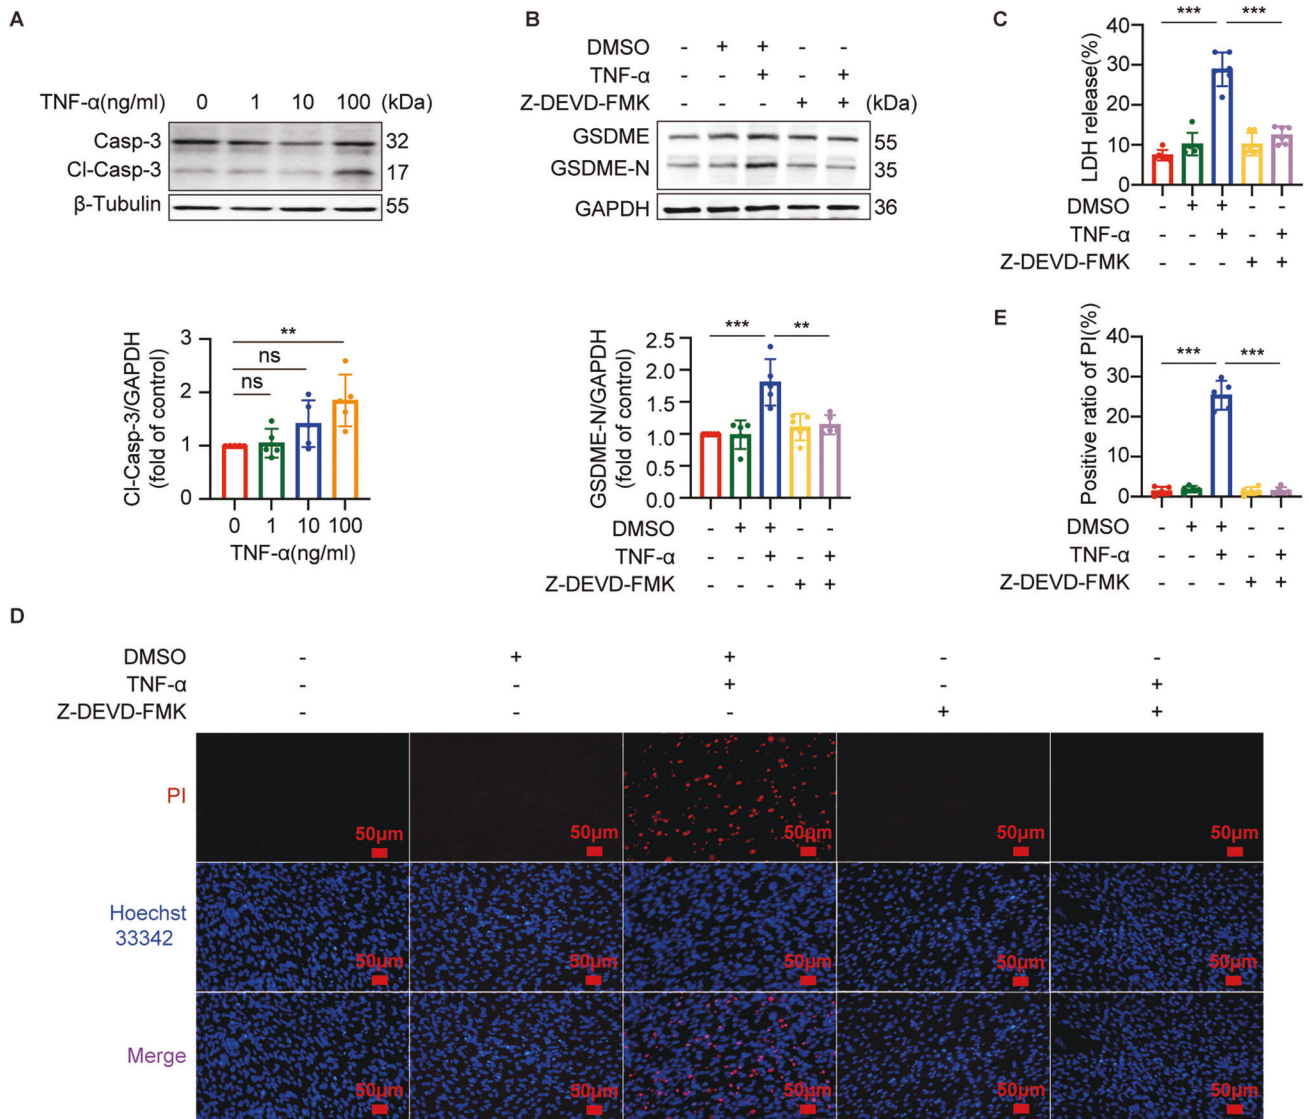 A
TNF-α(ng/ml) 0 1 10 100 (kDa)
Casp-3 32
Cl-Casp-3 17
β-Tubulin 55
Cl-Casp-3/GAPDH
(fold of control)
3
2
1
0
**
ns
ns
0 1 10 100
TNF-α(ng/ml)
B
DMSO - + + - -
TNF-α - - + - +
Z-DEVD-FMK - - - + + (kDa)
GSDME 55
GSDME-N 35
GAPDH 36
GSDME-N/GAPDH
(fold of control)
2.5
2.0
1.5
1.0
0.5
0.0
*** **
DMSO - + + - -
TNF-α - - + - +
Z-DEVD-FMK - - - + +
C
LDH release(%)
40
30
20
10
0
*** ***
DMSO - + + - -
TNF-α - - + - +
Z-DEVD-FMK - - - + +
E
Positive ratio of PI(%)
40
30
20
10
0
*** ***
DMSO - + + - -
TNF-α - - + - +
Z-DEVD-FMK - - - + +
D
DMSO - + + - -
TNF-α - - + - +
Z-DEVD-FMK - - - + +
PI
50μm 50μm 50μm 50μm 50μm
Hoechst
33342
50μm 50μm 50μm 50μm 50μm
Merge
50μm 50μm 50μm 50μm 50μm